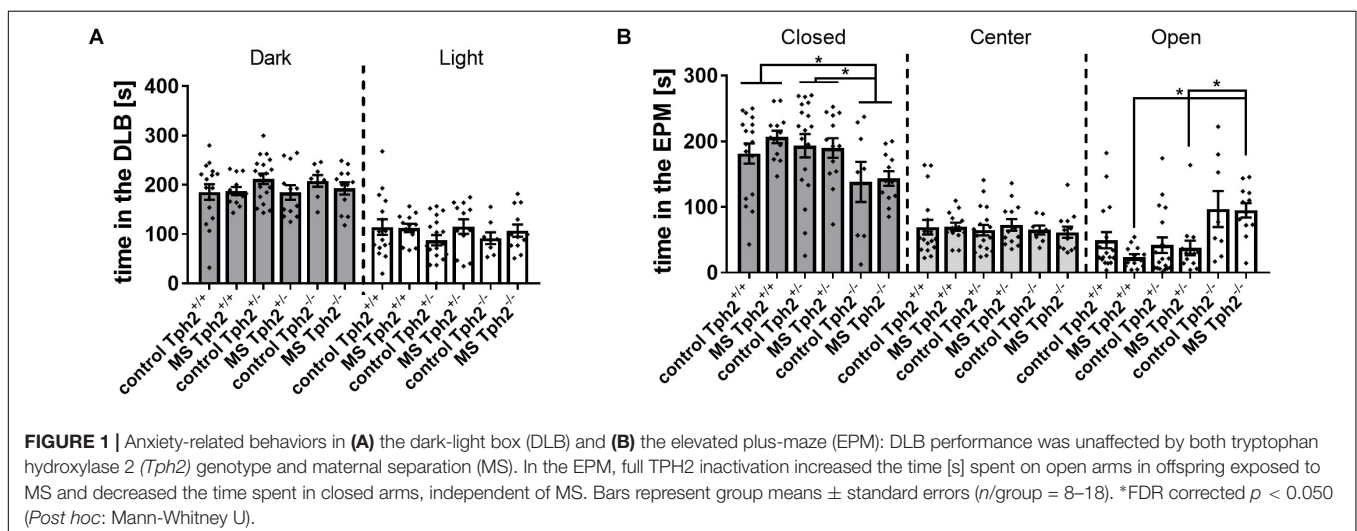 A
B
Dark
Light
Closed
Center
Open
time in the DLB [s]
400
300
200
100
0
control Tph2+/+
MS Tph2+/+
control Tph2+/-
MS Tph2+/-
control Tph2-/-
MS Tph2-/-
control Tph2+/+
MS Tph2+/+
control Tph2+/-
MS Tph2+/-
control Tph2-/-
MS Tph2-/-
time in the EPM [s]
300
200
100
0
* * * *
control Tph2+/+
MS Tph2+/+
control Tph2+/-
MS Tph2+/-
control Tph2-/-
MS Tph2-/-
control Tph2+/+
MS Tph2+/+
control Tph2+/-
MS Tph2+/-
control Tph2-/-
MS Tph2-/-
control Tph2+/+
MS Tph2+/+
control Tph2+/-
MS Tph2+/-
control Tph2-/-
MS Tph2-/-
FIGURE 1 | Anxiety-related behaviors in (A) the dark-light box (DLB) and (B) the elevated plus-maze (EPM): DLB performance was unaffected by both tryptophan
hydroxylase 2 (Tph2) genotype and maternal separation (MS). In the EPM, full TPH2 inactivation increased the time [s] spent on open arms in offspring exposed to
MS and decreased the time spent in closed arms, independent of MS. Bars represent group means ± standard errors (n/group = 8–18). *FDR corrected p < 0.050
(Post hoc: Mann-Whitney U).